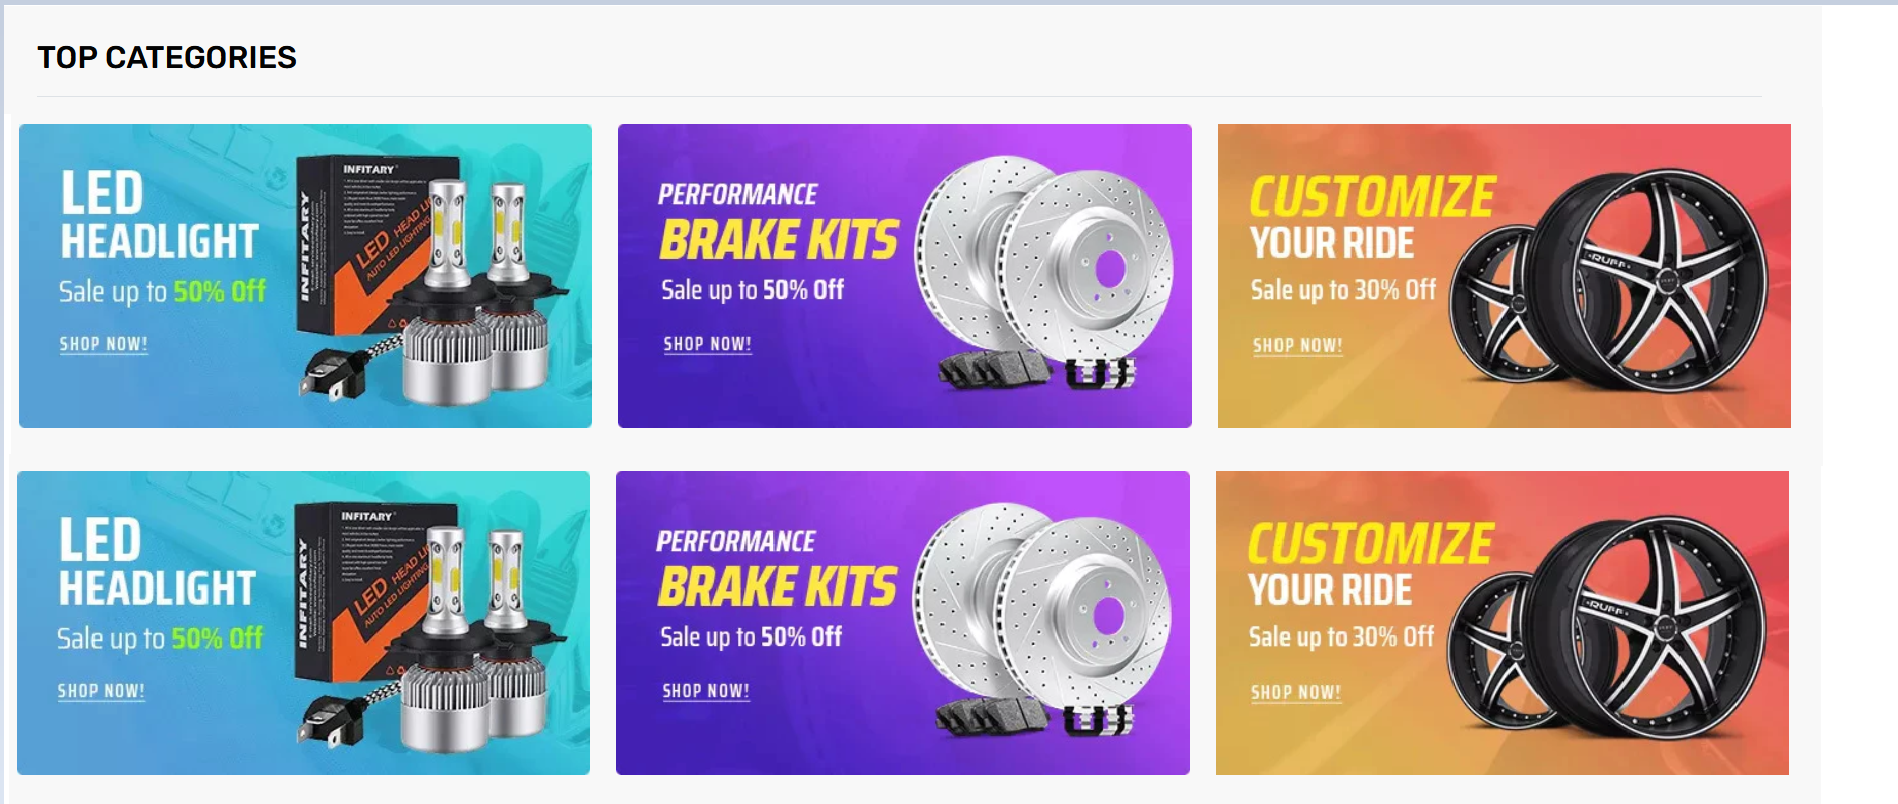 TOP CATEGORIES
LED
HEADLIGHT
Sale up to 50% Off
SHOP NOW!
INFITARY
INFITARY
LED HEAD
AUTO LED LIGHTING
PERFORMANCE
BRAKE KITS
Sale up to 50% Off
SHOP NOW!
CUSTOMIZE
YOUR RIDE
Sale up to 30% Off
SHOP NOW!
RUFF
LED
HEADLIGHT
Sale up to 50% Off
SHOP NOW!
INFITARY
INFITARY
LED HEAD
AUTO LED LIGHTING
PERFORMANCE
BRAKE KITS
Sale up to 50% Off
SHOP NOW!
CUSTOMIZE
YOUR RIDE
Sale up to 30% Off
SHOP NOW!
RUFF